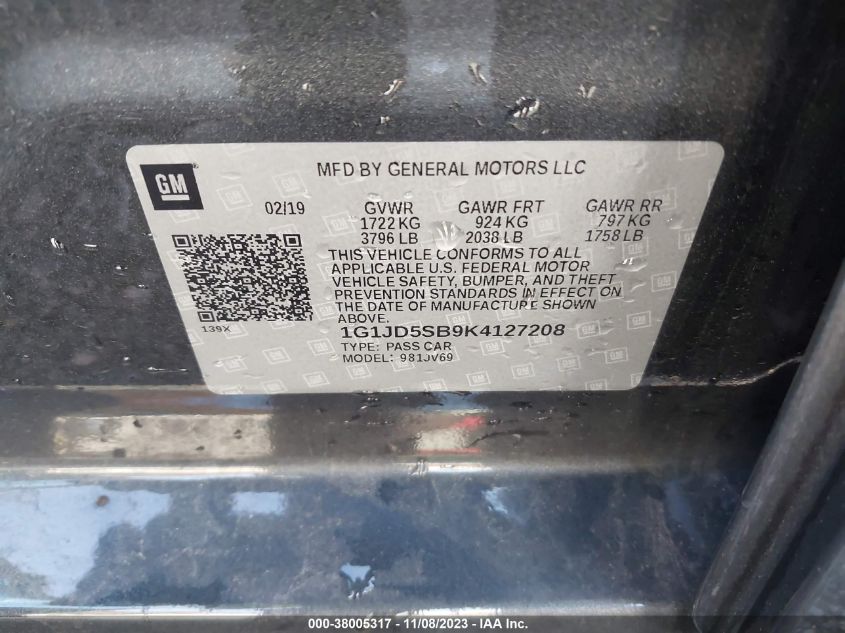 GM
MFD BY GENERAL MOTORS LLC
02/19 GVWR GAWR FRT GAWR RR
1722 KG 924 KG 797 KG
3796 LB 2038 LB 1758 LB
THIS VEHICLE CONFORMS TO ALL
APPLICABLE U.S. FEDERAL MOTOR
VEHICLE SAFETY, BUMPER, AND THEFT
PREVENTION STANDARDS IN EFFECT ON
THE DATE OF MANUFACTURE SHOWN
ABOVE.
139X
1G1JD5SB9K4127208
TYPE: PASS CAR
MODEL: 981JV69
000-38005317 - 11/08/2023 - IAA Inc.